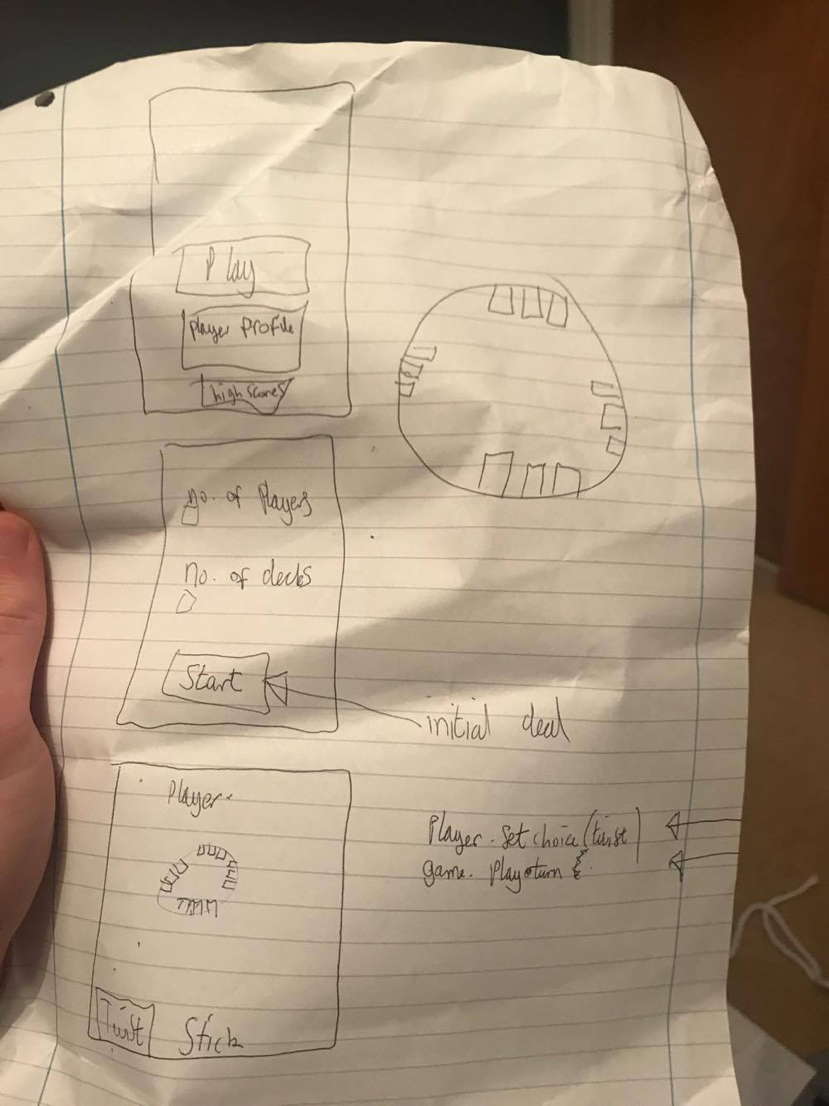 Play
player profile
high scores
no. of Players
no. of decks
Start
initial deal
Player.
Player. Set choice (twist)
game. Playturn {
Twist Stick